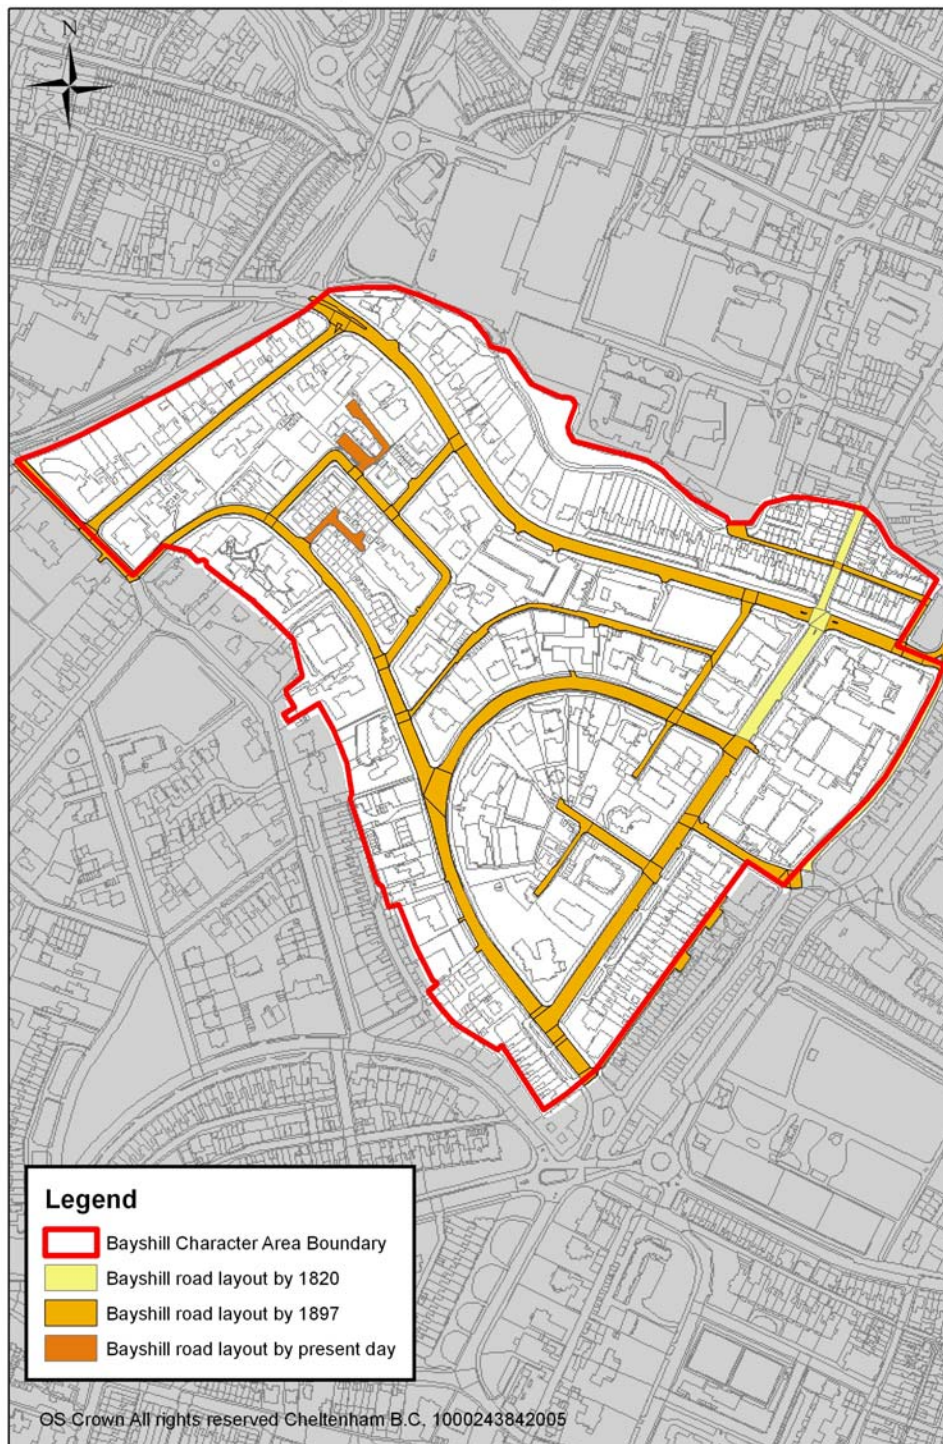 N
Legend
Bayshill Character Area Boundary
Bayshill road layout by 1820
Bayshill road layout by 1897
Bayshill road layout by present day
OS Crown All rights reserved Cheltenham B.C. 1000243842005